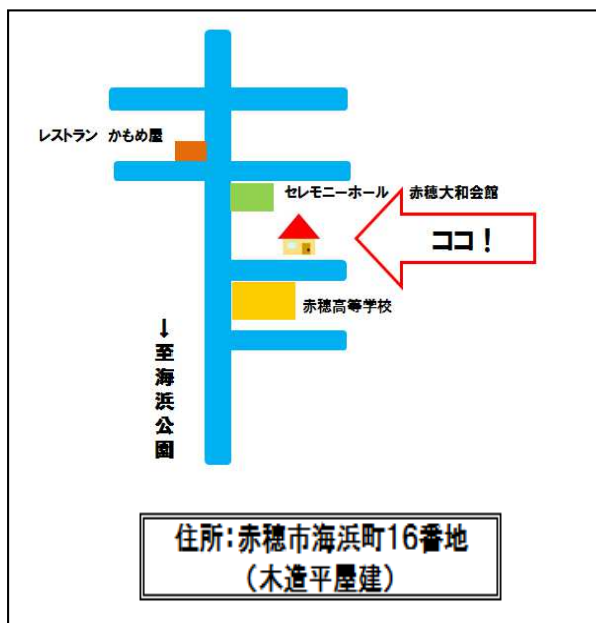 レストラン かもめ屋
セレモニーホール 赤穂大和会館
ココ！
赤穂高等学校
↓至海浜公園
住所:赤穂市海浜町16番地
（木造平屋建）